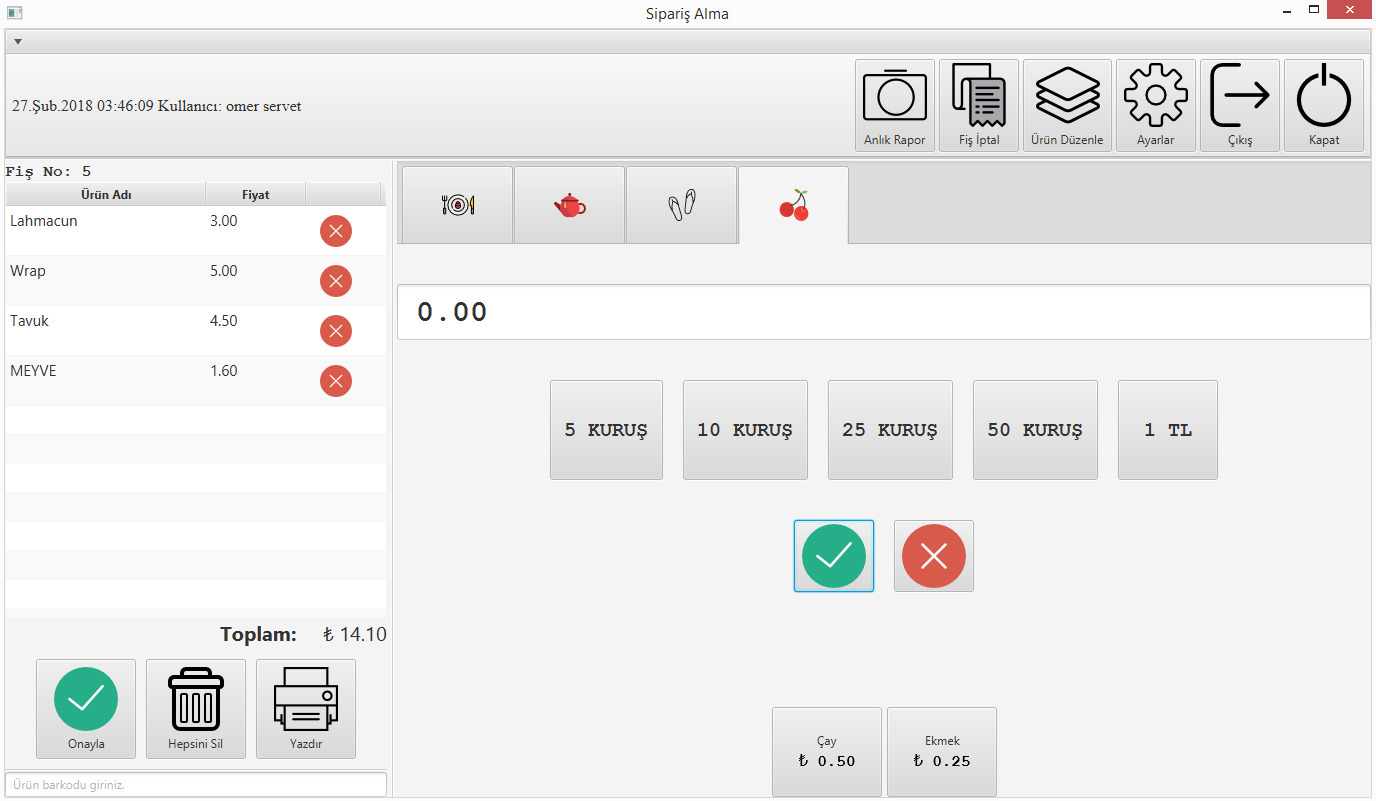 Sipariş Alma
27.Şub.2018 03:46:09 Kullanıcı: omer servet
Anlık Rapor
Fiş İptal
Ürün Düzenle
Ayarlar
Çıkış
Kapat
Fiş No: 5
Ürün Adı Fiyat
Lahmacun 3.00
Wrap 5.00
Tavuk 4.50
MEYVE 1.60
Toplam: ₺ 14.10
Onayla
Hepsini Sil
Yazdır
Ürün barkodu giriniz.
0.00
5 KURUŞ
10 KURUŞ
25 KURUŞ
50 KURUŞ
1 TL
Çay
₺ 0.50
Ekmek
₺ 0.25